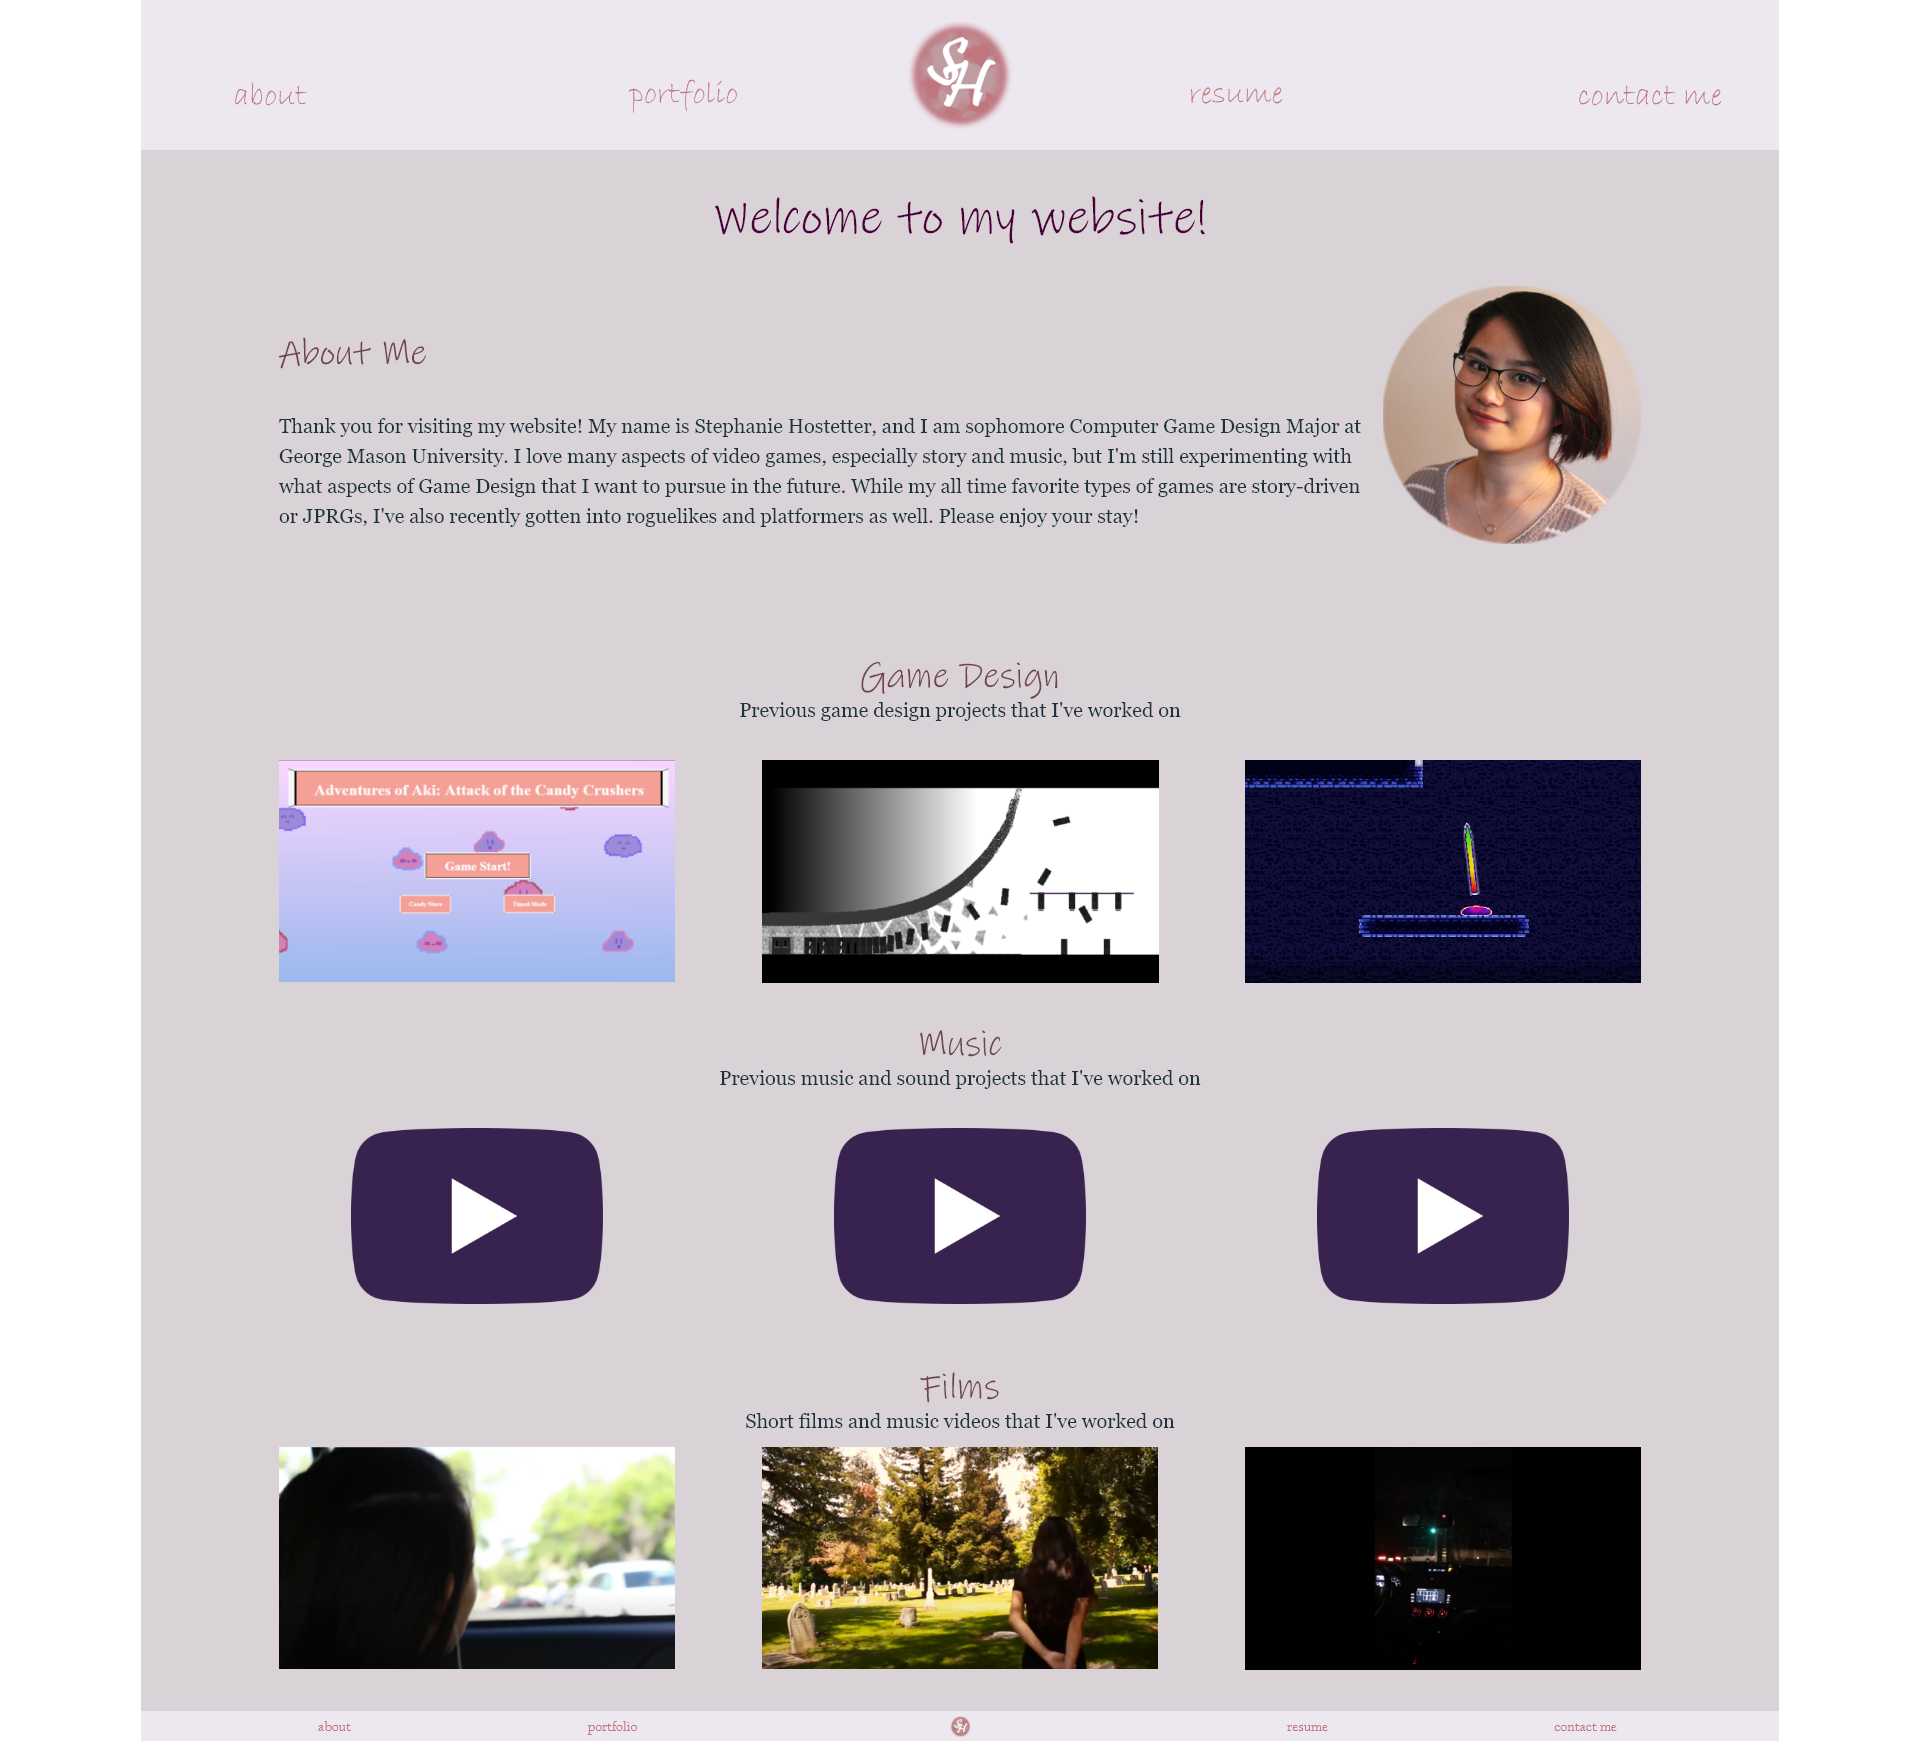 about
portfolio
SH
resume
contact me
Welcome to my website!
About Me
Thank you for visiting my website! My name is Stephanie Hostetter, and I am sophomore Computer Game Design Major at
George Mason University. I love many aspects of video games, especially story and music, but I'm still experimenting with
what aspects of Game Design that I want to pursue in the future. While my all time favorite types of games are story-driven
or JPRGs, I've also recently gotten into roguelikes and platformers as well. Please enjoy your stay!
Game Design
Previous game design projects that I've worked on
Adventures of Aki: Attack of the Candy Crushers
Game Start!
Candy Store
Timed Mode
Music
Previous music and sound projects that I've worked on
Films
Short films and music videos that I've worked on
about
portfolio
SH
resume
contact me